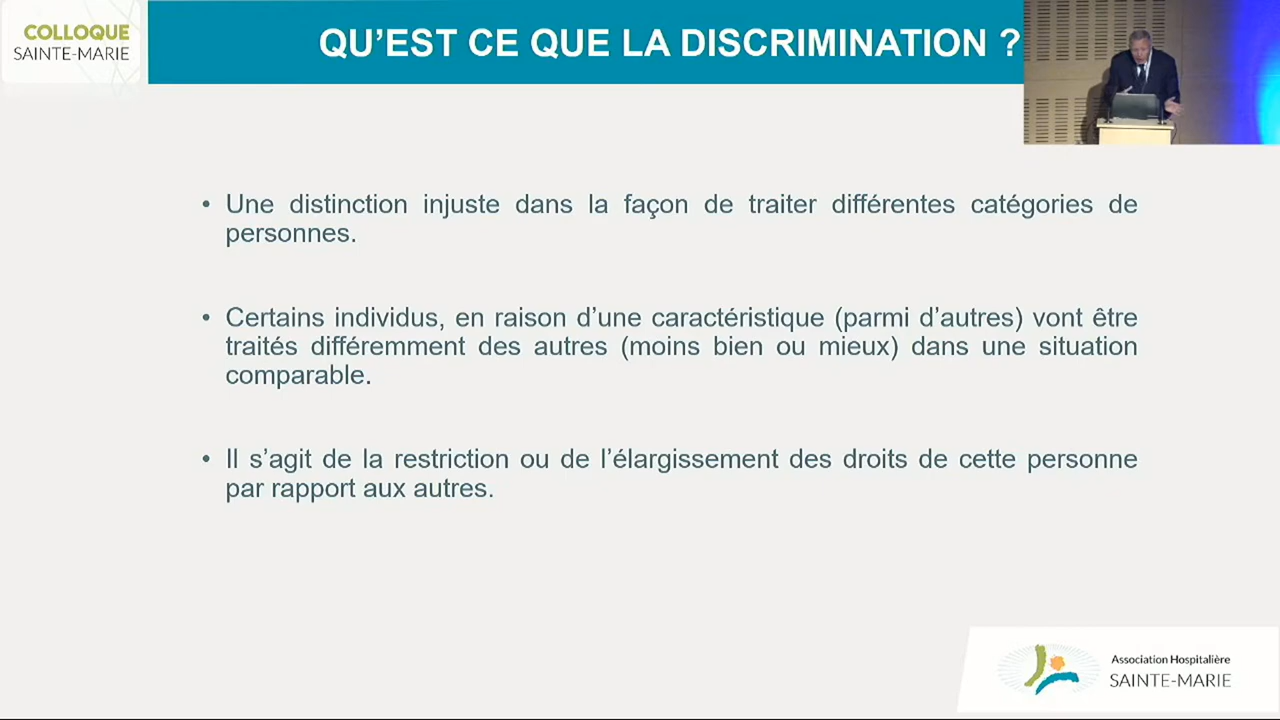 COLLOQUE
SAINTE-MARIE
QU’EST CE QUE LA DISCRIMINATION ?
• Une distinction injuste dans la façon de traiter différentes catégories de
personnes.
• Certains individus, en raison d’une caractéristique (parmi d’autres) vont être
traités différemment des autres (moins bien ou mieux) dans une situation
comparable.
• Il s’agit de la restriction ou de l’élargissement des droits de cette personne
par rapport aux autres.
Association Hospitalière
SAINTE-MARIE